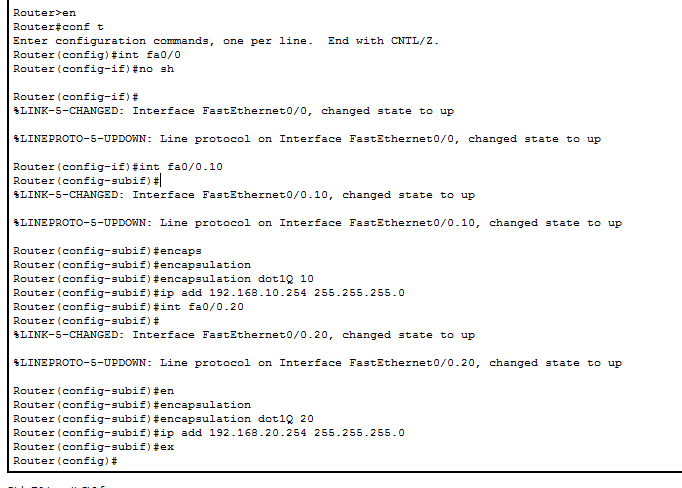 Router>en
Router#conf t
Enter configuration commands, one per line.  End with CNTL/Z.
Router(config)#int fa0/0
Router(config-if)#no sh
Router(config-if)#
%LINK-5-CHANGED: Interface FastEthernet0/0, changed state to up
%LINEPROTO-5-UPDOWN: Line protocol on Interface FastEthernet0/0, changed state to up
Router(config-if)#int fa0/0.10
Router(config-subif)#
%LINK-5-CHANGED: Interface FastEthernet0/0.10, changed state to up
%LINEPROTO-5-UPDOWN: Line protocol on Interface FastEthernet0/0.10, changed state to up
Router(config-subif)#encaps
Router(config-subif)#encapsulation
Router(config-subif)#encapsulation dot1Q 10
Router(config-subif)#ip add 192.168.10.254 255.255.255.0
Router(config-subif)#int fa0/0.20
Router(config-subif)#
%LINK-5-CHANGED: Interface FastEthernet0/0.20, changed state to up
%LINEPROTO-5-UPDOWN: Line protocol on Interface FastEthernet0/0.20, changed state to up
Router(config-subif)#en
Router(config-subif)#encapsulation
Router(config-subif)#encapsulation dot1Q 20
Router(config-subif)#ip add 192.168.20.254 255.255.255.0
Router(config-subif)#ex
Router(config)#